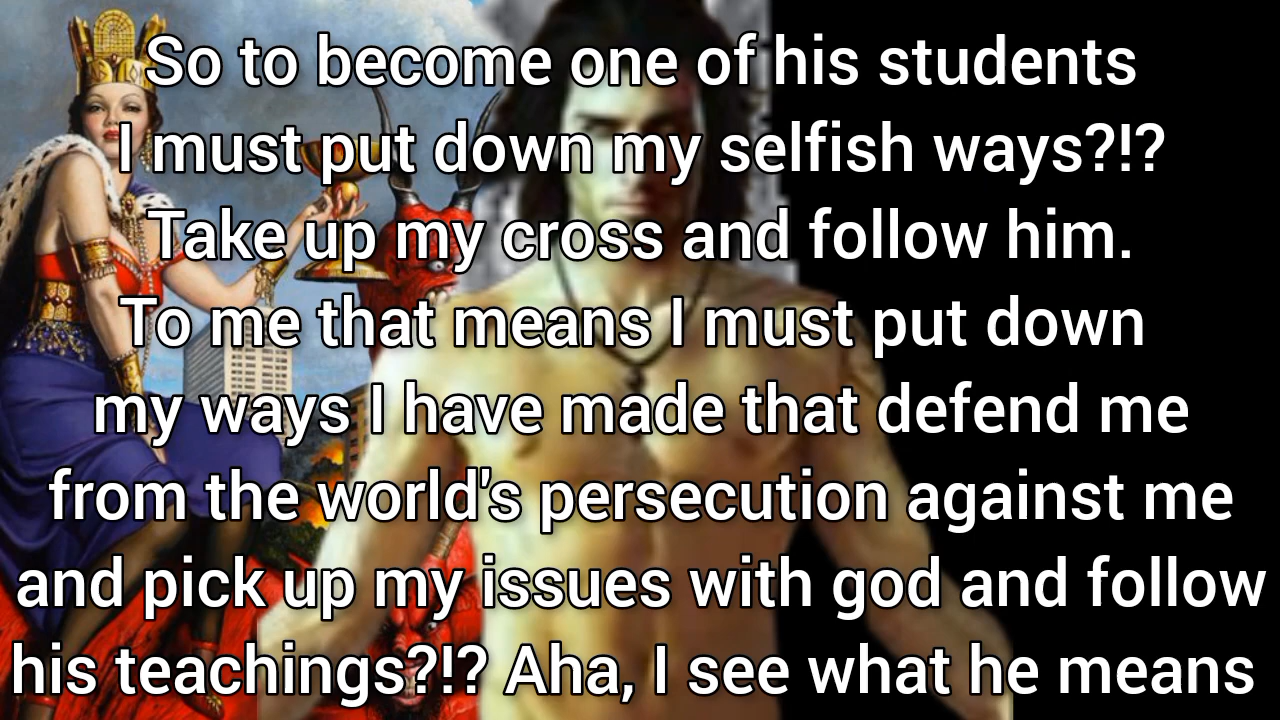 So to become one of his students
I must put down my selfish ways?!?
Take up my cross and follow him.
To me that means I must put down
my ways I have made that defend me
from the world's persecution against me
and pick up my issues with god and follow
his teachings?!? Aha, I see what he means